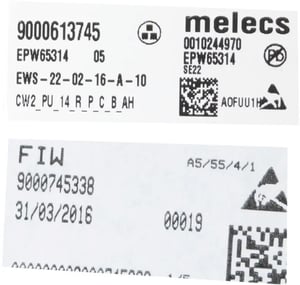 9000613745
EPW65314 05
EWS-22-02-16-A-10
CW2_PU_14_R_P_C_B_AH
melecs
0010244970
EPW65314
SE22
Pb
AOFUU1H
FIW
9000745338
31/03/2016
A5/55/4/1
00019